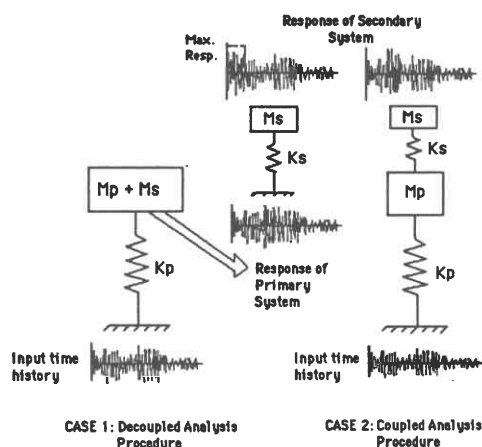 Response of Secondary
System
Max.
Resp.
Ms
Ks
Mp + Ms
Kp
Response of
Primary
System
Input time
history
CASE 1: Decoupled Analysis
Procedure
Ms
Ks
Mp
Kp
Input time
history
CASE 2: Coupled Analysis
Procedure